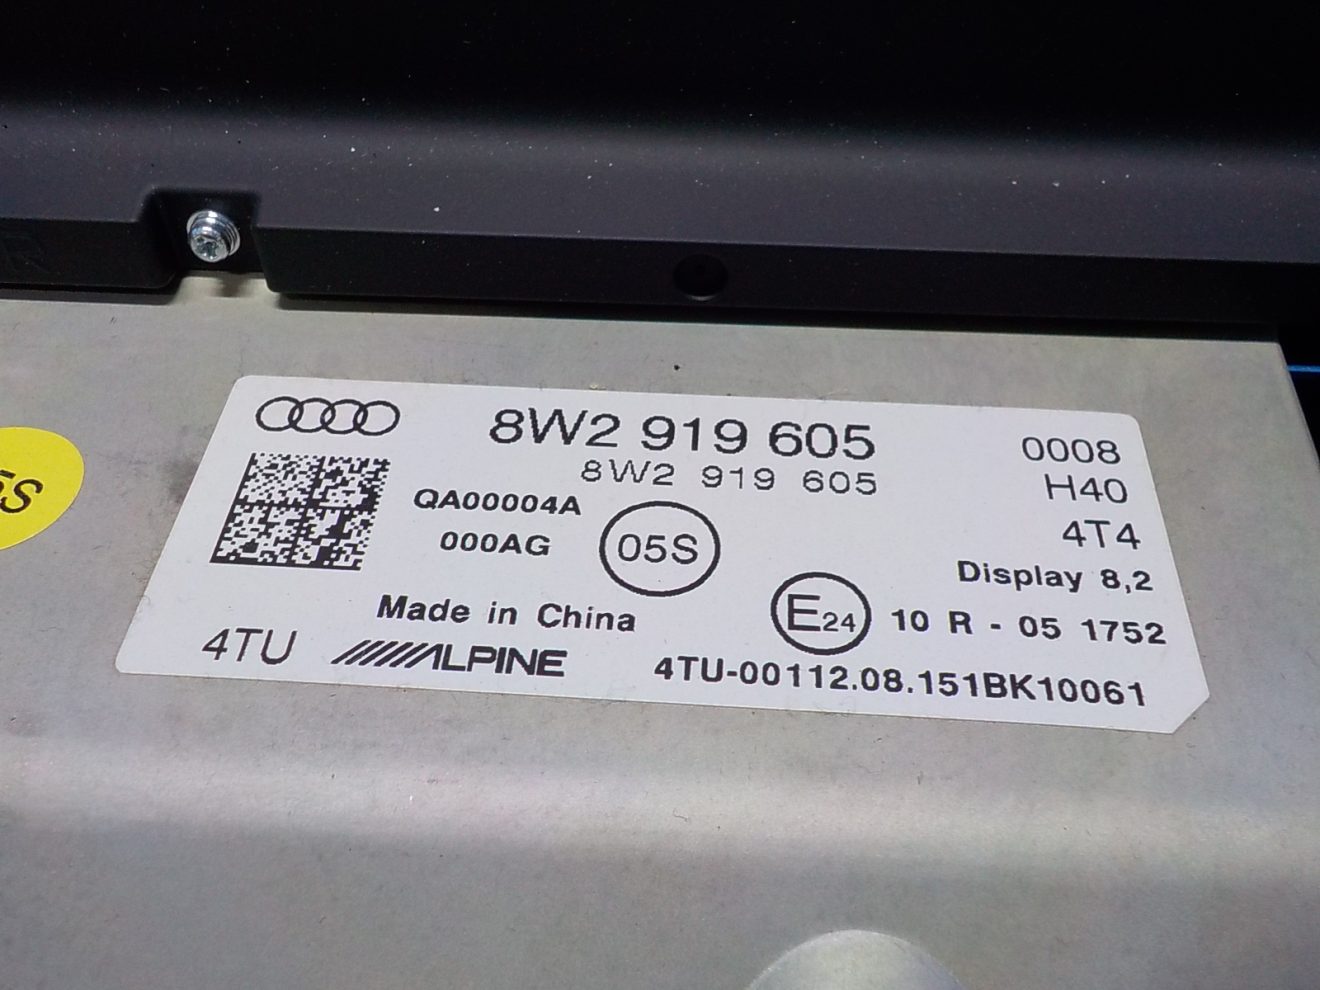 8W2 919 605
8W2 919 605
0008
H40
4T4
QA00004A
000AG
05S
Display 8,2
Made in China
E24
10 R - 05 1752
4TU
ALPINE
4TU-00112.08.151BK10061
5S
R